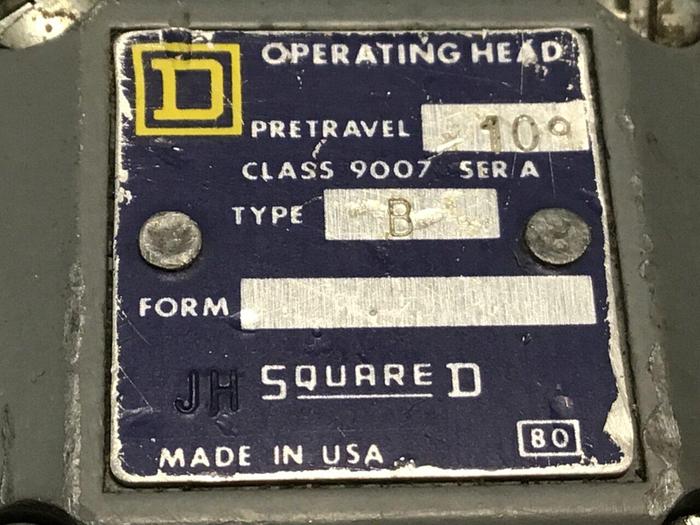 D OPERATING HEAD
PRETRAVEL 10°
CLASS 9007 SER A
TYPE B
FORM
JH SQUARE D
80
MADE IN USA